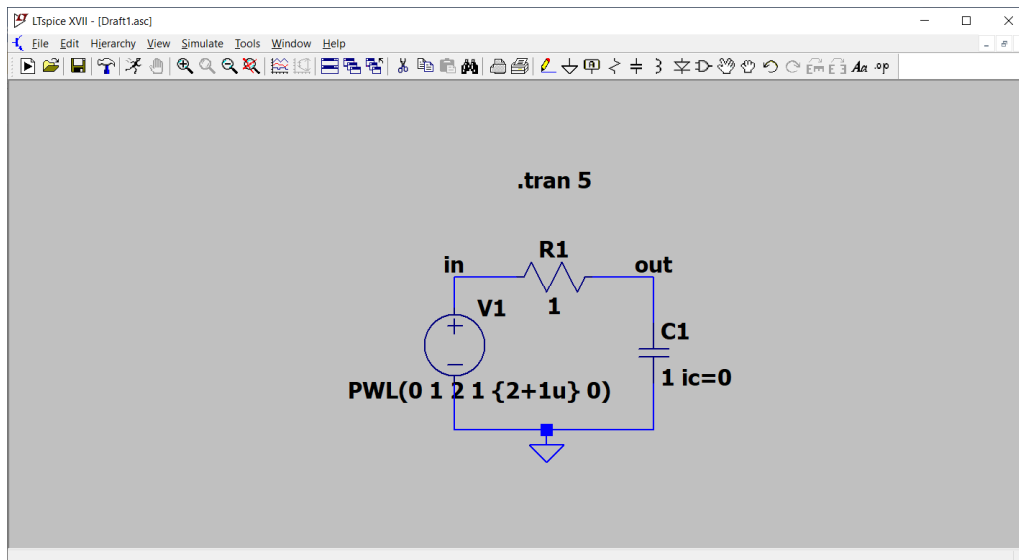 LTspice XVII - [Draft1.asc]
File Edit Hierarchy View Simulate Tools Window Help
Aa .op
.tran 5
R1
in
out
V1
1
C1
1 ic=0
PWL(0 1 2 1 {2+1u} 0)